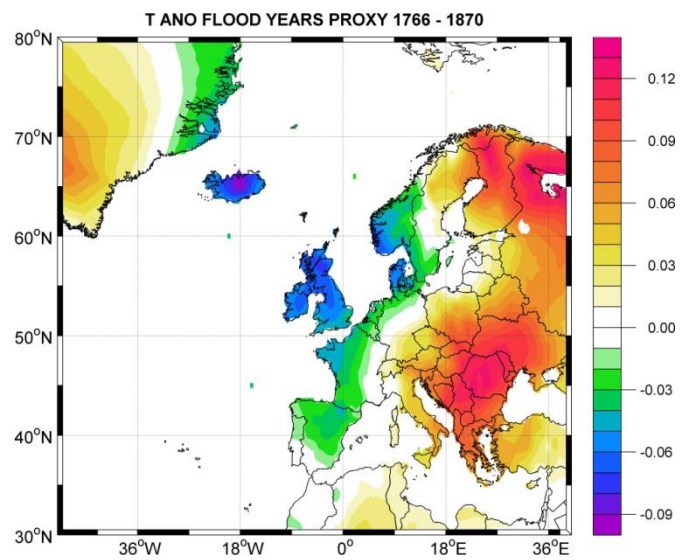 T ANO FLOOD YEARS PROXY 1766 - 1870
80°N
70°N
60°N
50°N
40°N
30°N
36°W
18°W
0°
18°E
36°E
0.12
0.09
0.06
0.03
0.00
-0.03
-0.06
-0.09